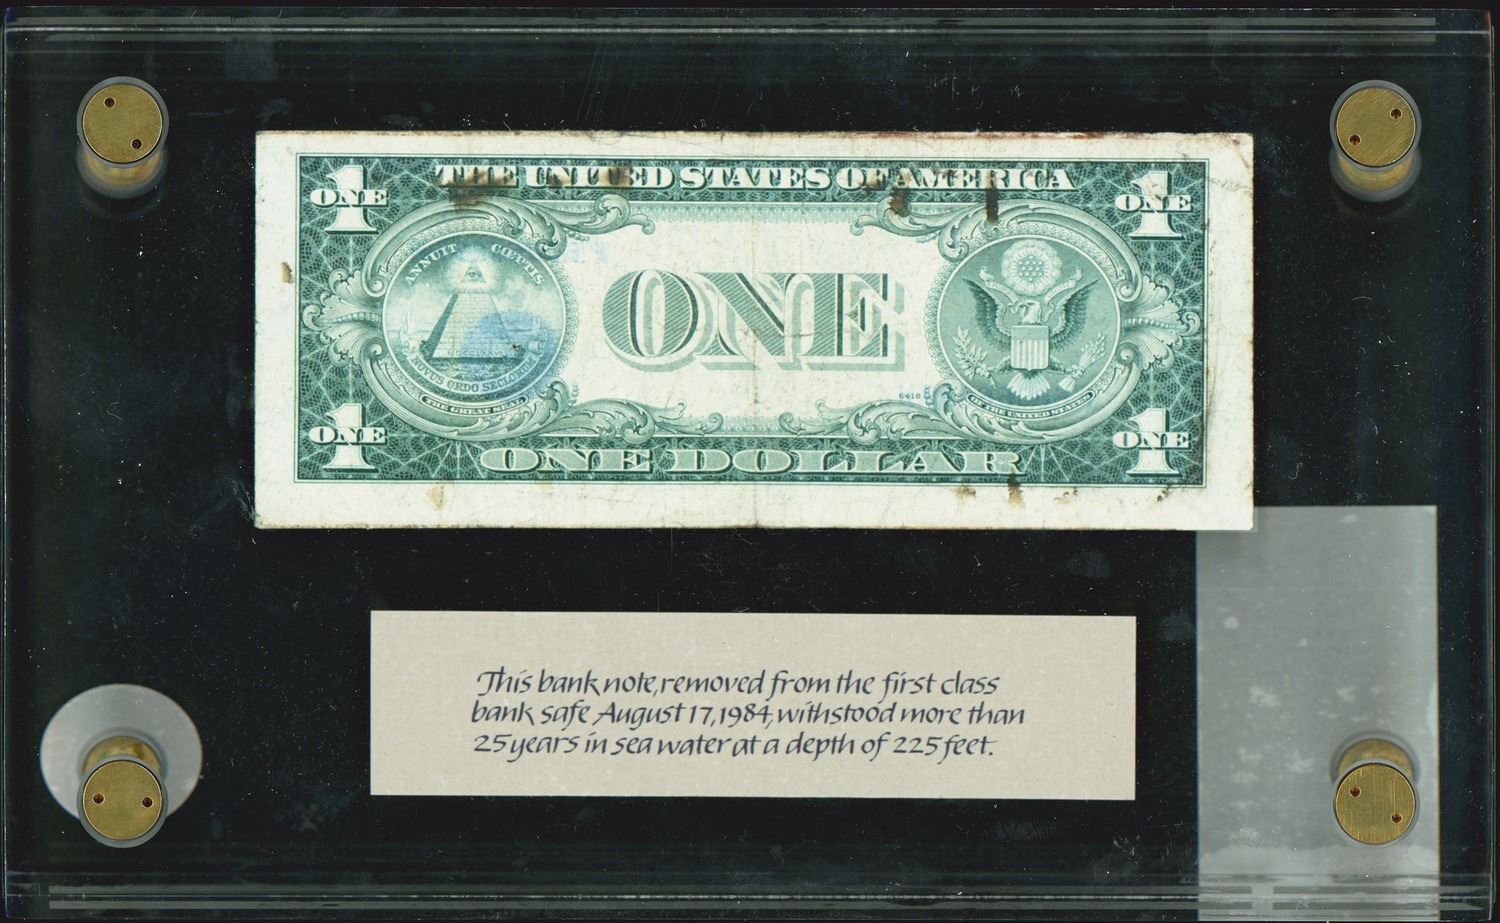 THE UNITED STATES OF AMERICA
1 ONE
1 ONE
ANNUIT CŒPTIS
ONE
NOVUS ORDO SECLORUM
THE GREAT SEAL
6416
OF THE UNITED STATES
1 ONE
1 ONE
ONE DOLLAR
This bank note, removed from the first class
bank safe August 17, 1984, withstood more than
25 years in sea water at a depth of 225 feet.